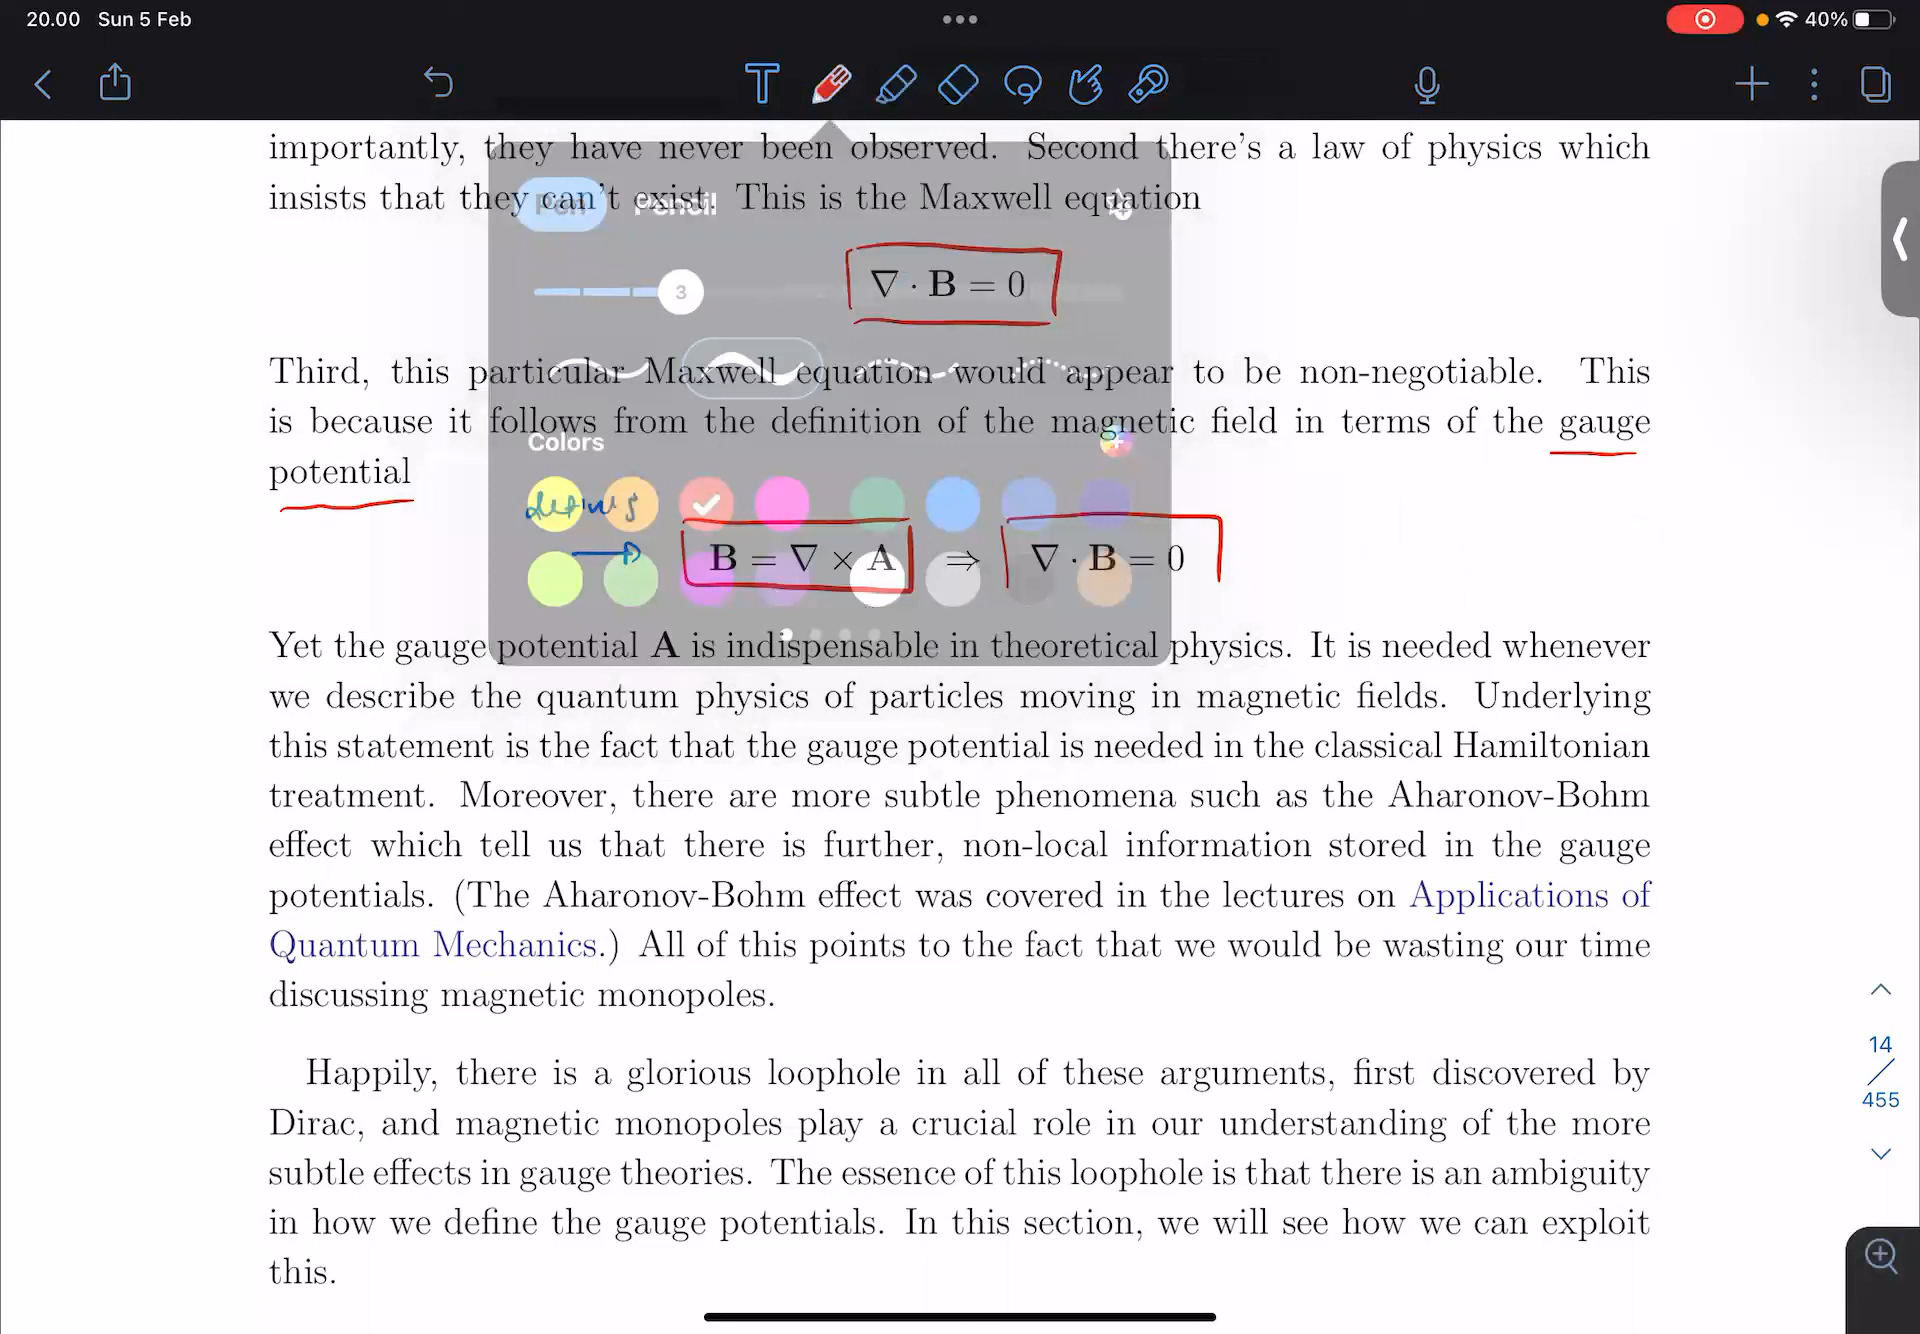 20.00 Sun 5 Feb
40%
importantly, they have never been observed. Second there's a law of physics which
insists that they can't exist. This is the Maxwell equation
Pen Pencil
∇ · B = 0
3
Third, this particular Maxwell equation would appear to be non-negotiable. This
is because it follows from the definition of the magnetic field in terms of the gauge
Colors
potential
defines
B = ∇ × A ⇒ ∇ · B = 0
Yet the gauge potential A is indispensable in theoretical physics. It is needed whenever
we describe the quantum physics of particles moving in magnetic fields. Underlying
this statement is the fact that the gauge potential is needed in the classical Hamiltonian
treatment. Moreover, there are more subtle phenomena such as the Aharonov-Bohm
effect which tell us that there is further, non-local information stored in the gauge
potentials. (The Aharonov-Bohm effect was covered in the lectures on Applications of
Quantum Mechanics.) All of this points to the fact that we would be wasting our time
discussing magnetic monopoles.
14
/
455
Happily, there is a glorious loophole in all of these arguments, first discovered by
Dirac, and magnetic monopoles play a crucial role in our understanding of the more
subtle effects in gauge theories. The essence of this loophole is that there is an ambiguity
in how we define the gauge potentials. In this section, we will see how we can exploit
this.